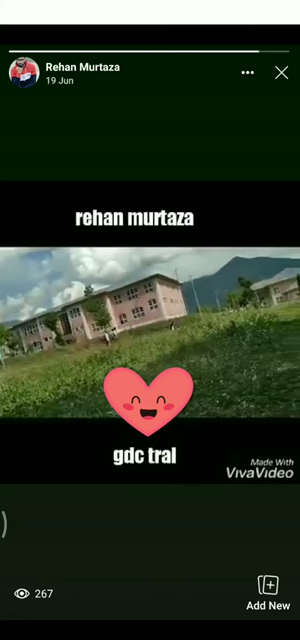 Rehan Murtaza
19 Jun
rehan murtaza
gdc tral
Made With
VivaVideo
267
Add New